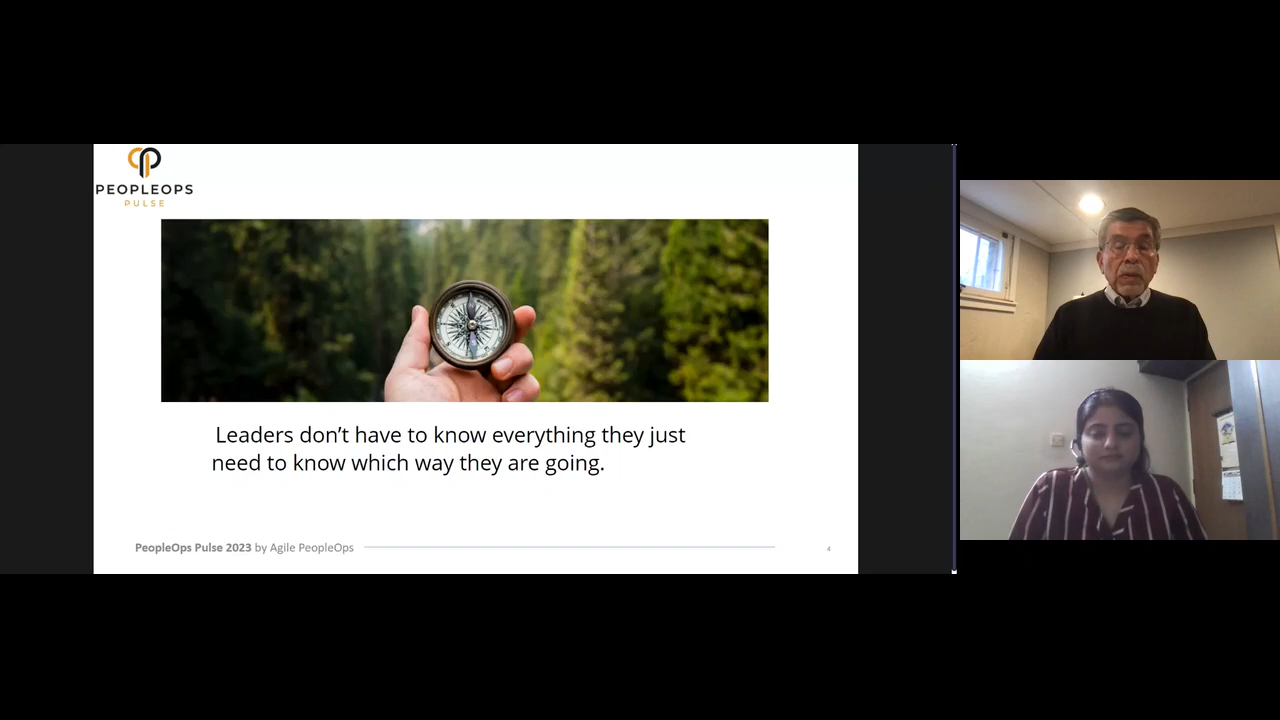 PEOPLEOPS
PULSE
Leaders don’t have to know everything they just
need to know which way they are going.
PeopleOps Pulse 2023 by Agile PeopleOps
4